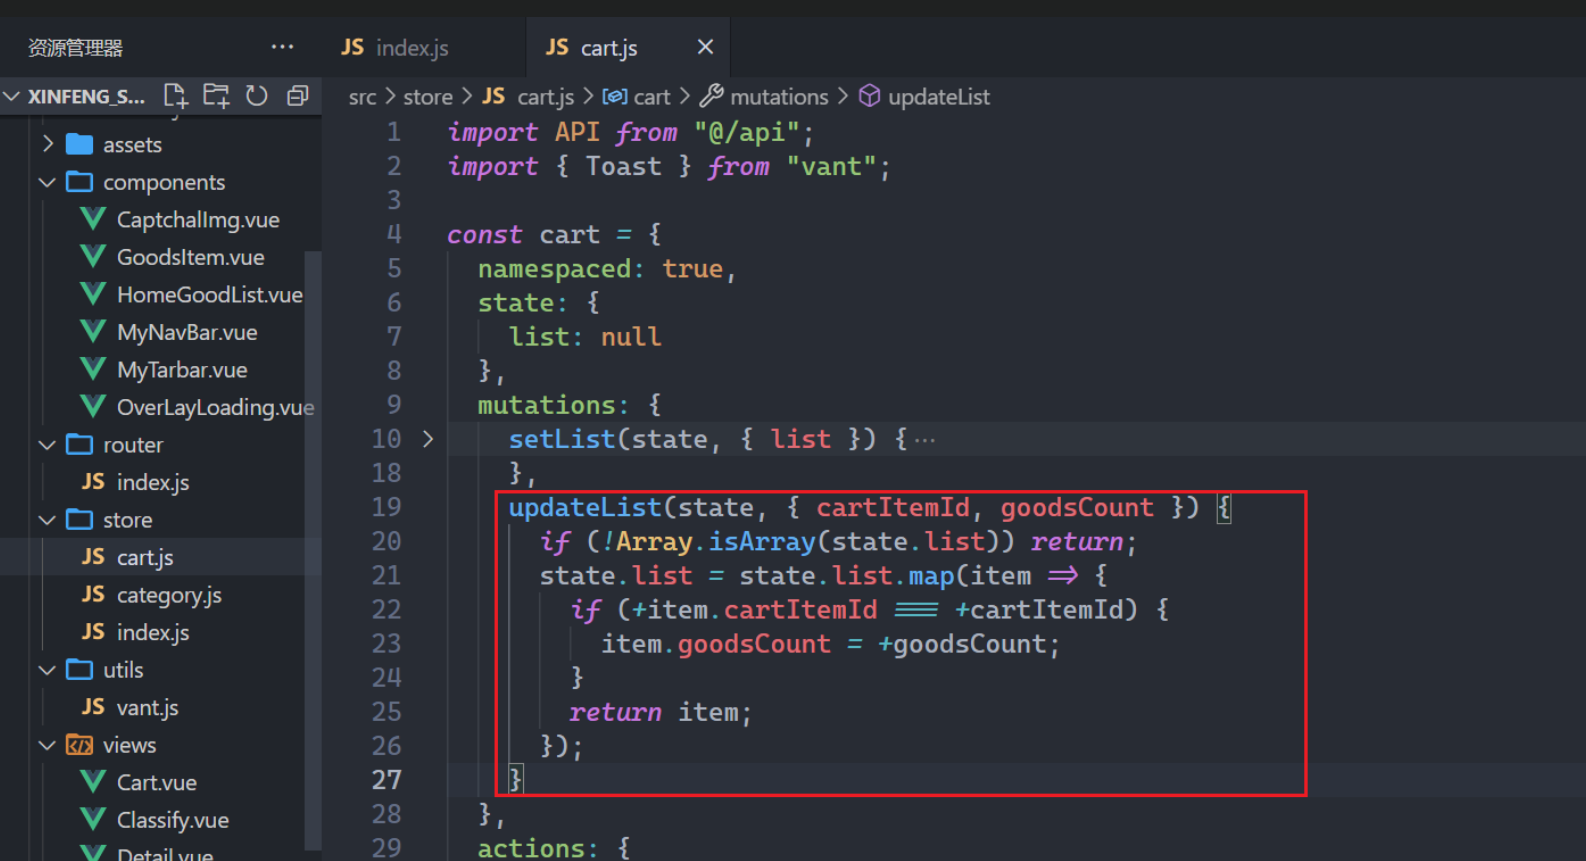 资源管理器 ···
JS index.js
JS cart.js ×
XINFENG_S...
src > store > JS cart.js > cart > mutations > updateList
assets
components
CaptchalImg.vue
GoodsItem.vue
HomeGoodList.vue
MyNavBar.vue
MyTarbar.vue
OverLayLoading.vue
router
JS index.js
store
JS cart.js
JS category.js
JS index.js
utils
JS vant.js
views
Cart.vue
Classify.vue
Detail.vue
1 import API from "@/api";
2 import { Toast } from "vant";
3
4 const cart = {
5 namespaced: true,
6 state: {
7 list: null
8 },
9 mutations: {
10 setList(state, { list }) {···
18 },
19 updateList(state, { cartItemId, goodsCount }) {
20 if (!Array.isArray(state.list)) return;
21 state.list = state.list.map(item => {
22 if (+item.cartItemId === +cartItemId) {
23 item.goodsCount = +goodsCount;
24 }
25 return item;
26 });
27 }
28 },
29 actions: {